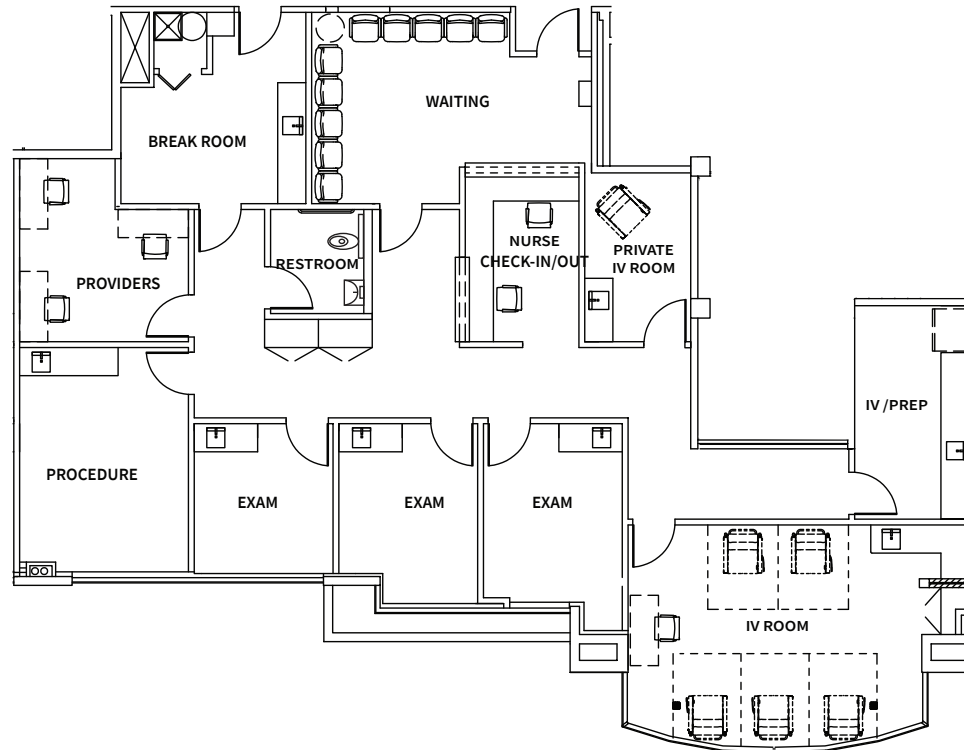 WAITING
BREAK ROOM
NURSE
CHECK-IN/OUT
PRIVATE
IV ROOM
RESTROOM
PROVIDERS
IV /PREP
PROCEDURE
EXAM
EXAM
EXAM
IV ROOM